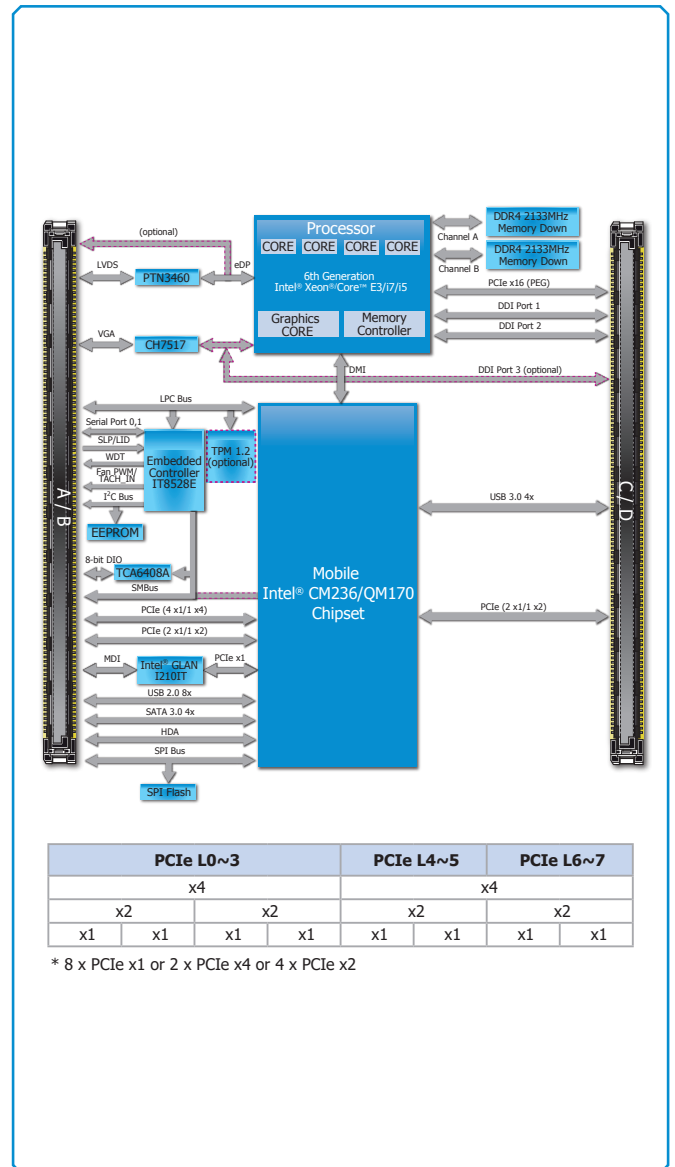 Processor
CORE CORE CORE CORE
6th Generation
Intel® Xeon®/Core™ E3/i7/i5
Graphics
CORE
Memory
Controller
DDR4 2133MHz
Memory Down
Channel A
DDR4 2133MHz
Memory Down
Channel B
(optional)
LVDS
PTN3460
eDP
PCIe x16 (PEG)
DDI Port 1
DDI Port 2
VGA
CH7517
DMI
DDI Port 3 (optional)
LPC Bus
Serial Port 0,1
SLP/LID
WDT
Fan PWM/
TACH_IN
I²C Bus
Embedded
Controller
IT8528E
TPM 1.2
(optional)
EEPROM
A / B
C / D
USB 3.0 4x
8-bit DIO
TCA6408A
SMBus
Mobile
Intel® CM236/QM170
Chipset
PCIe (4 x1/1 x4)
PCIe (2 x1/1 x2)
PCIe (2 x1/1 x2)
MDI
Intel® GLAN
I210IT
PCIe x1
USB 2.0 8x
SATA 3.0 4x
HDA
SPI Bus
SPI Flash
PCIe L0~3 PCIe L4~5 PCIe L6~7
x4 x4
x2 x2 x2 x2
x1 x1 x1 x1 x1 x1 x1 x1
* 8 x PCIe x1 or 2 x PCIe x4 or 4 x PCIe x2